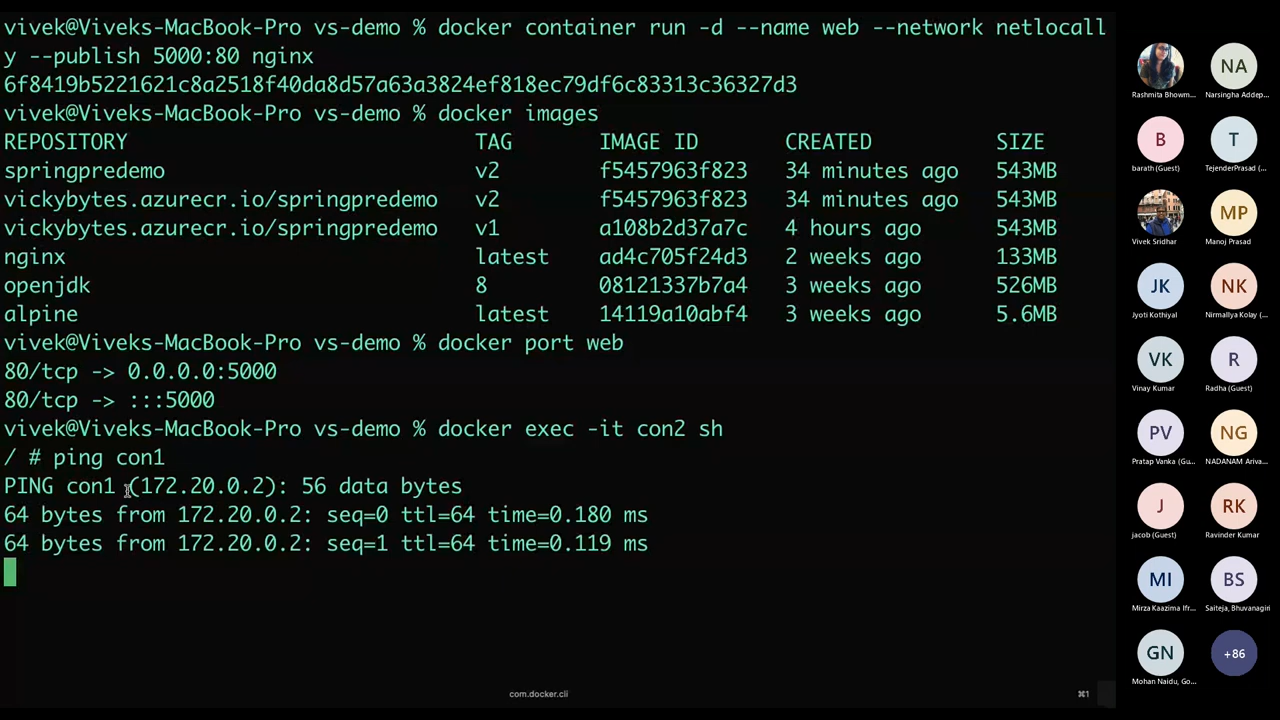 vivek@Viveks-MacBook-Pro vs-demo % docker container run -d --name web --network netlocall
y --publish 5000:80 nginx
6f8419b5221621c8a2518f40da8d57a63a3824ef818ec79df6c83313c36327d3
vivek@Viveks-MacBook-Pro vs-demo % docker images
REPOSITORY TAG IMAGE ID CREATED SIZE
springpredemo v2 f5457963f823 34 minutes ago 543MB
vickybytes.azurecr.io/springpredemo v2 f5457963f823 34 minutes ago 543MB
vickybytes.azurecr.io/springpredemo v1 a108b2d37a7c 4 hours ago 543MB
nginx latest ad4c705f24d3 2 weeks ago 133MB
openjdk 8 08121337b7a4 3 weeks ago 526MB
alpine latest 14119a10abf4 3 weeks ago 5.6MB
vivek@Viveks-MacBook-Pro vs-demo % docker port web
80/tcp -> 0.0.0.0:5000
80/tcp -> :::5000
vivek@Viveks-MacBook-Pro vs-demo % docker exec -it con2 sh
/ # ping con1
PING con1 (172.20.0.2): 56 data bytes
64 bytes from 172.20.0.2: seq=0 ttl=64 time=0.180 ms
64 bytes from 172.20.0.2: seq=1 ttl=64 time=0.119 ms
com.docker.cli ⌘1
NA
Rashmita Bhowm... Narsingha Addep...
B T
barath (Guest) TejenderPrasad (...
MP
Vivek Sridhar Manoj Prasad
JK NK
Jyoti Kothiyal Nirmallya Kolay (...
VK R
Vinay Kumar Radha (Guest)
PV NG
Pratap Vanka (Gu... NADANAM Ariva...
J RK
jacob (Guest) Ravinder Kumar
MI BS
Mirza Kaazima Ifr... Saiteja, Bhuvanagiri
GN +86
Mohan Naidu, Go...